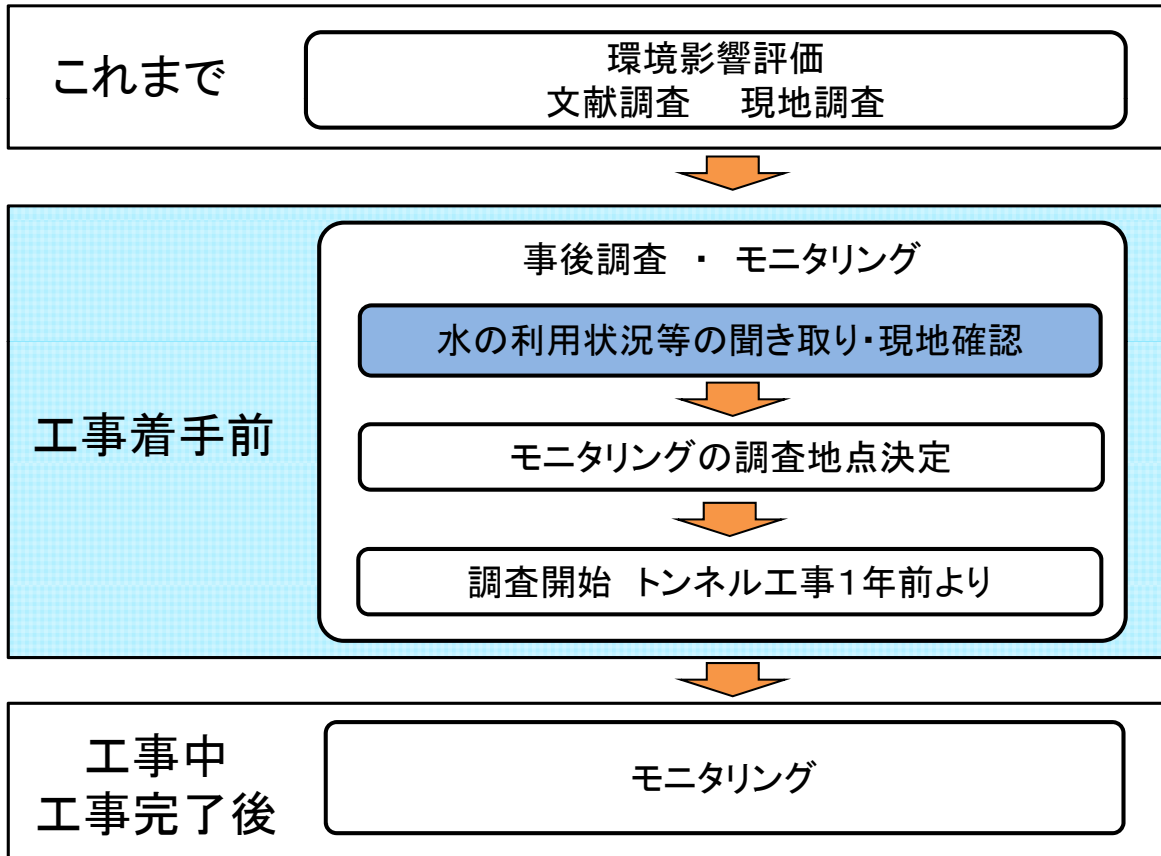 これまで
環境影響評価
文献調査　現地調査
工事着手前
事後調査 ・ モニタリング
水の利用状況等の聞き取り・現地確認
モニタリングの調査地点決定
調査開始 トンネル工事１年前より
工事中
工事完了後
モニタリング